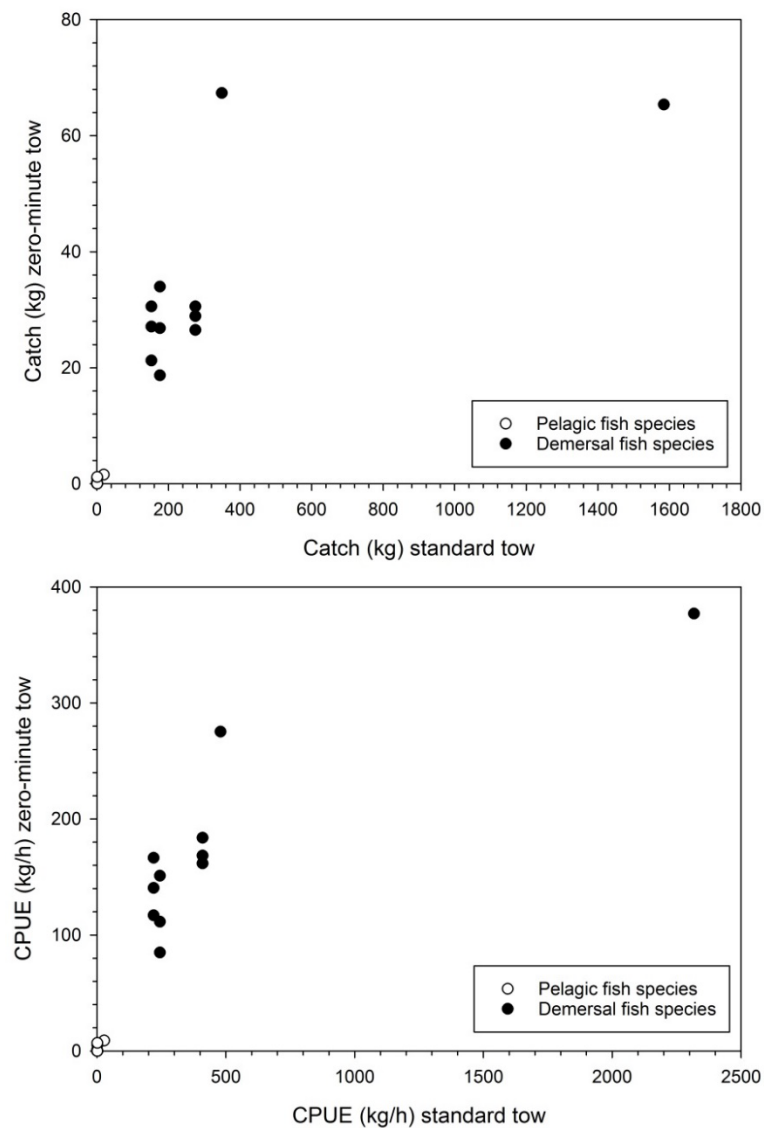 80
60
40
20
0
Catch (kg) zero-minute tow
Pelagic fish species
Demersal fish species
0 200 400 600 800 1000 1200 1400 1600 1800
Catch (kg) standard tow
400
300
200
100
0
CPUE (kg/h) zero-minute tow
Pelagic fish species
Demersal fish species
0 500 1000 1500 2000 2500
CPUE (kg/h) standard tow